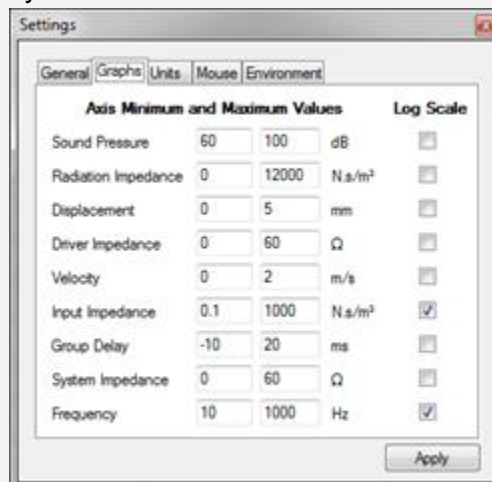 Settings
General Graphs Units Mouse Environment
Axis Minimum and Maximum Values Log Scale
Sound Pressure 60 100 dB
Radiation Impedance 0 12000 N.s/m³
Displacement 0 5 mm
Driver Impedance 0 60 Ω
Velocity 0 2 m/s
Input Impedance 0.1 1000 N.s/m³
Group Delay -10 20 ms
System Impedance 0 60 Ω
Frequency 10 1000 Hz
Apply